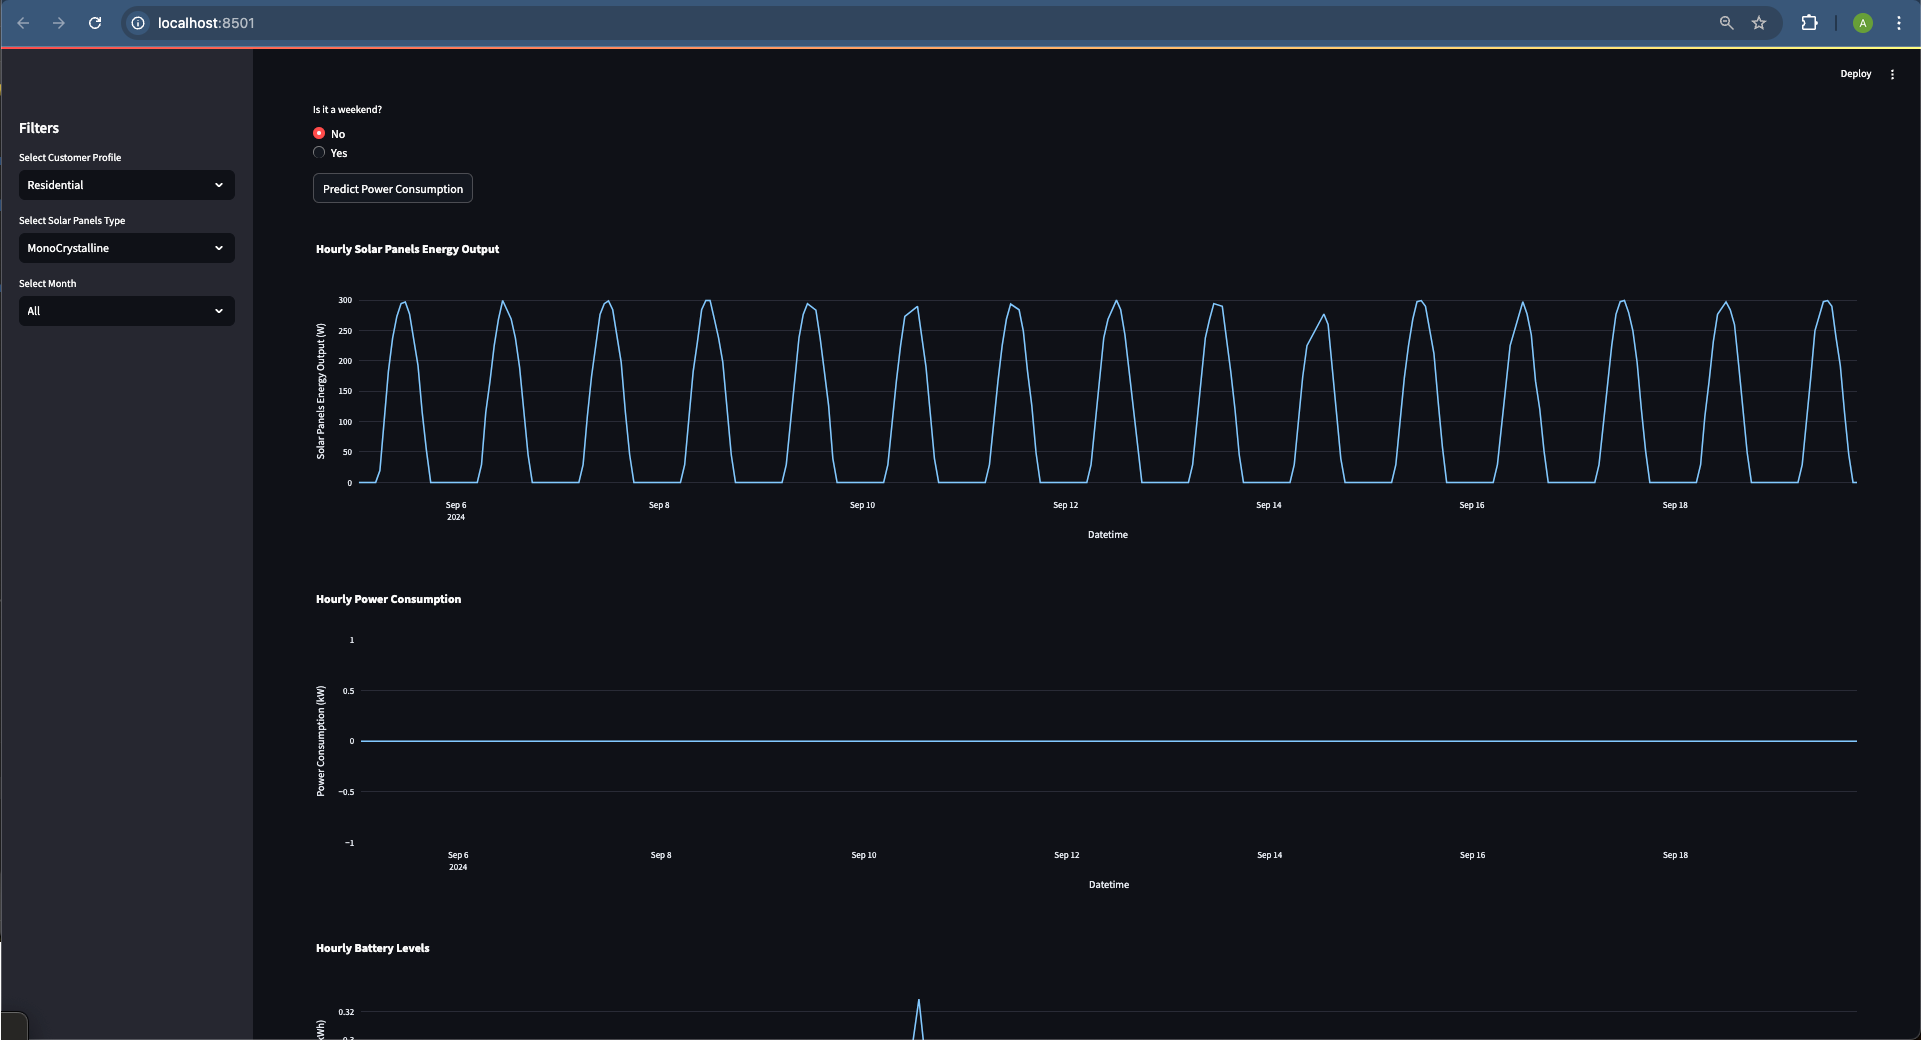 localhost:8501
A
Deploy
Filters
Select Customer Profile
Residential
Select Solar Panels Type
MonoCrystalline
Select Month
All
Is it a weekend?
No
Yes
Predict Power Consumption
Hourly Solar Panels Energy Output
Solar Panels Energy Output (W)
300
250
200
150
100
50
0
Sep 6
2024
Sep 8
Sep 10
Sep 12
Sep 14
Sep 16
Sep 18
Datetime
Hourly Power Consumption
Power Consumption (kW)
1
0.5
0
−0.5
−1
Sep 6
2024
Sep 8
Sep 10
Sep 12
Sep 14
Sep 16
Sep 18
Datetime
Hourly Battery Levels
0.32